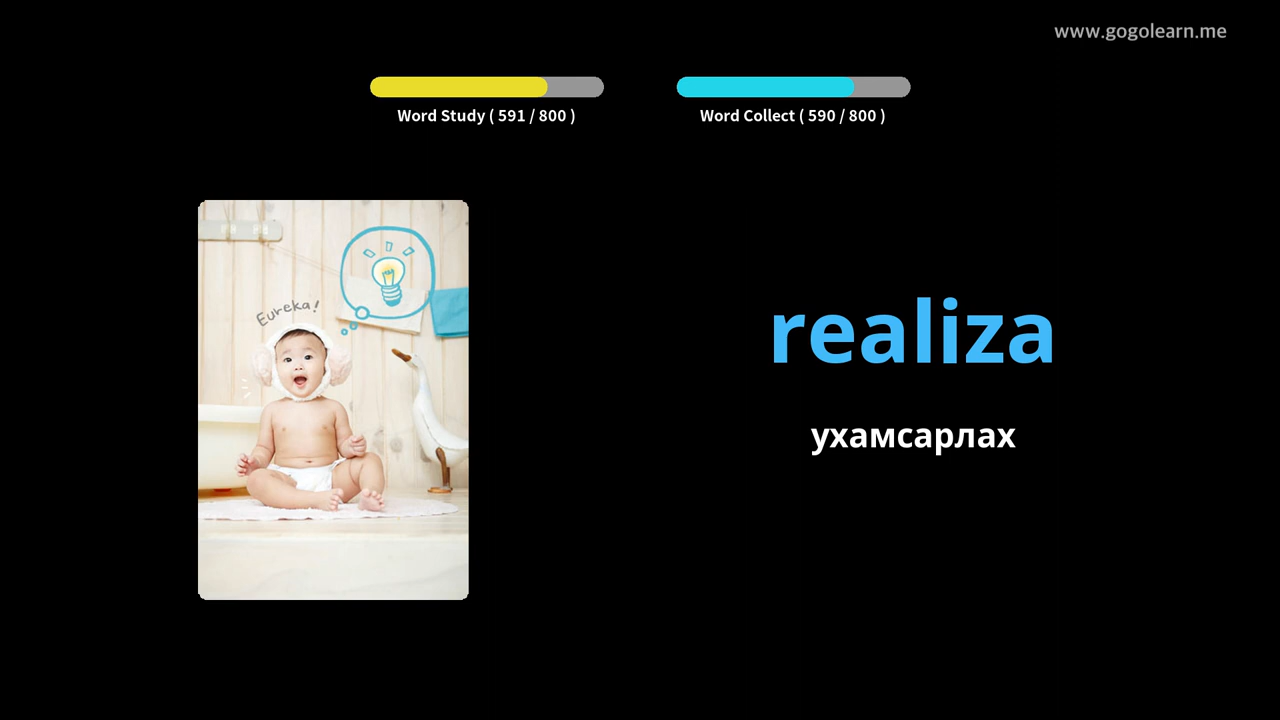 www.gogolearn.me
Word Study ( 591 / 800 )
Word Collect ( 590 / 800 )
Eureka!
realiza
ухамсарлах